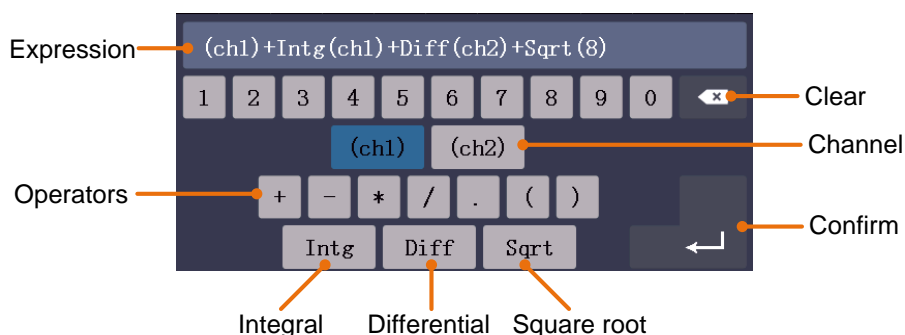 Expression
(ch1)+Intg(ch1)+Diff(ch2)+Sqrt(8)
1 2 3 4 5 6 7 8 9 0
Clear
(ch1) (ch2)
Channel
Operators
+ - * / . ( )
Confirm
Intg Diff Sqrt
Integral Differential Square root